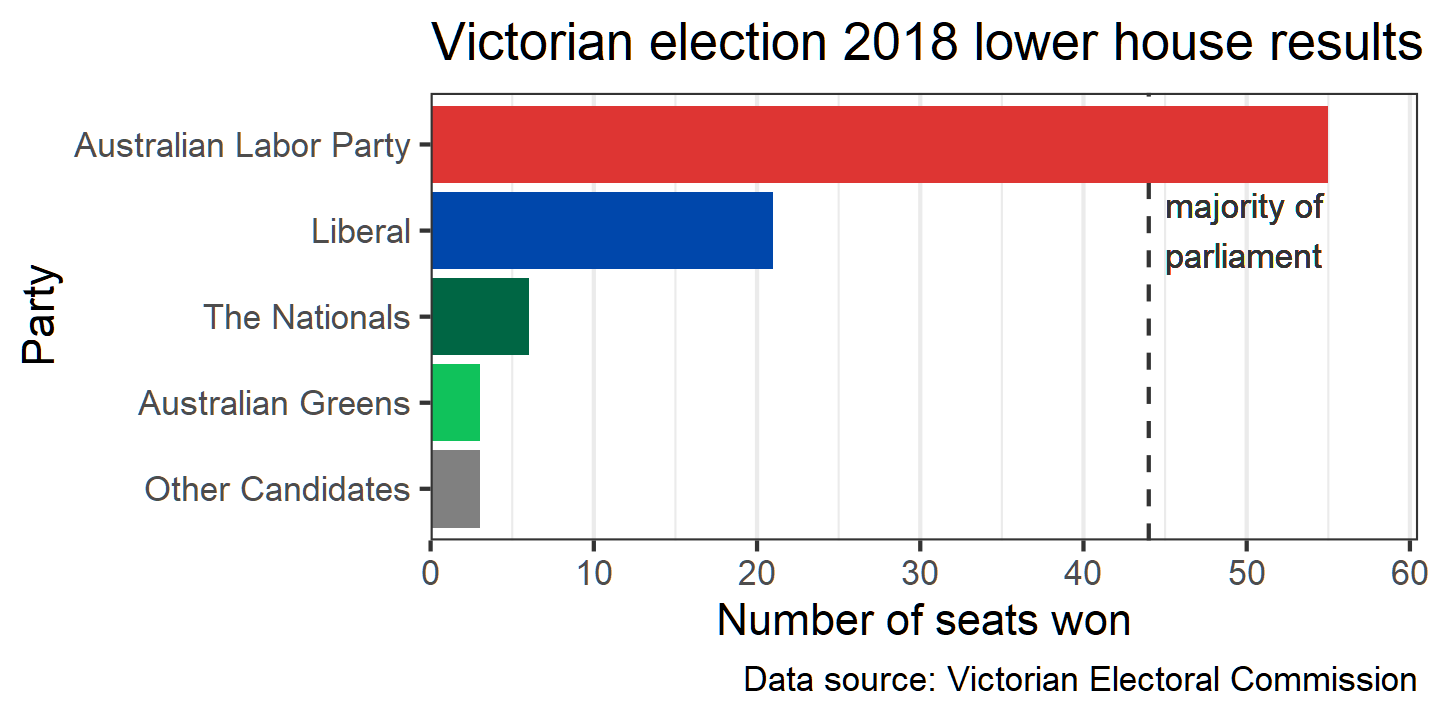 Victorian election 2018 lower house results
Party
Australian Labor Party
Liberal
The Nationals
Australian Greens
Other Candidates
majority of
parliament
0 10 20 30 40 50 60
Number of seats won
Data source: Victorian Electoral Commission